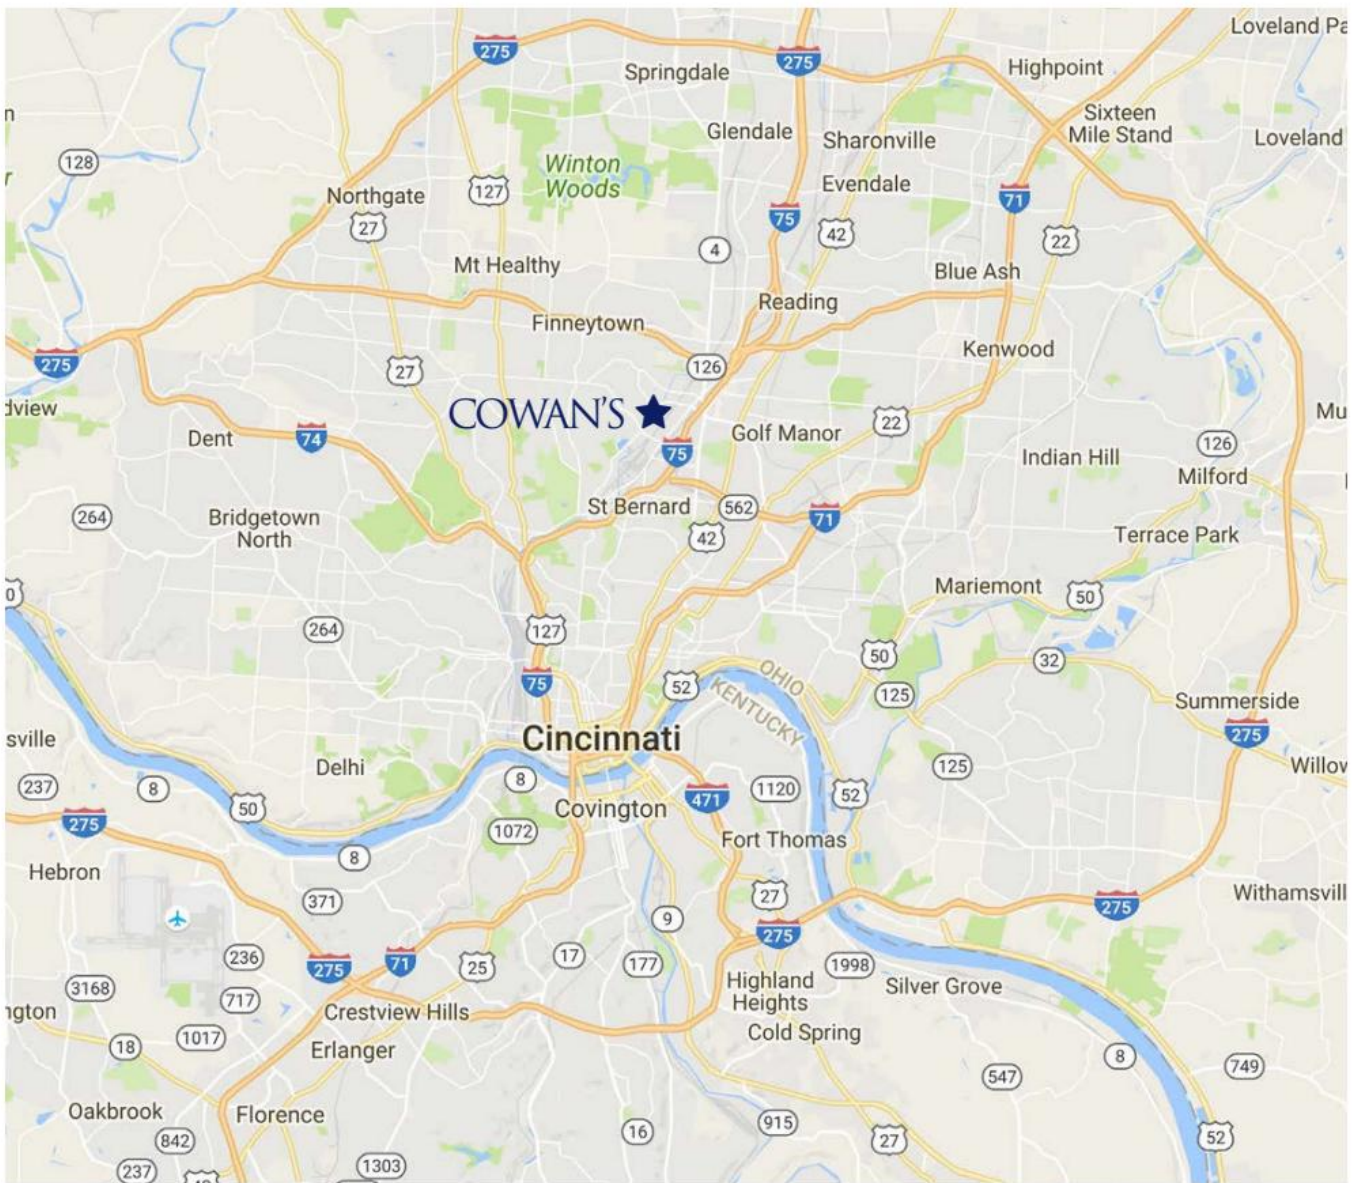 Loveland Pa
275
Springdale
275
Highpoint
Sixteen
Mile Stand
Glendale
Sharonville
Loveland
128
Winton
Woods
Evendale
127
Northgate
71
75
27
42
22
4
Mt Healthy
Blue Ash
Reading
Finneytown
Kenwood
275
126
27
dview
COWAN'S
Mu
22
Golf Manor
Dent
74
126
75
Indian Hill
Milford
St Bernard
562
264
Bridgetown
North
71
42
Terrace Park
Mariemont
50
0
264
127
50
32
OHIO
KENTUCKY
75
52
125
Summerside
Cincinnati
275
sville
Delhi
125
Willow
237
8
8
1120
52
471
50
Covington
275
1072
Fort Thomas
8
Hebron
27
Withamsvill
371
275
9
275
236
275
71
25
17
177
1998
Highland
Heights
Silver Grove
3168
717
ngton
Crestview Hills
Cold Spring
1017
18
Erlanger
8
749
547
Oakbrook
Florence
915
842
16
27
52
237
1303